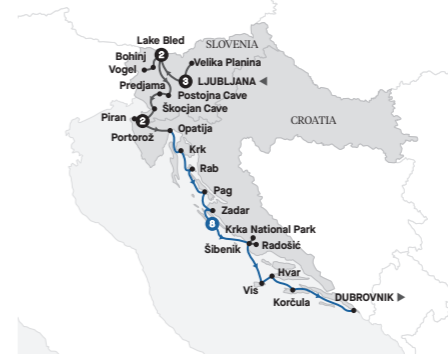 Lake Bled
SLOVENIA
Bohinj
2
Velika Planina
Vogel
3
LJUBLJANA ◀
Predjama
Postojna Cave
Škocjan Cave
Piran
2
Opatija
CROATIA
Portorož
Krk
Rab
Pag
Zadar
8
Krka National Park
Šibenik
Radošić
Hvar
Vis
DUBROVNIK ▶
Korčula